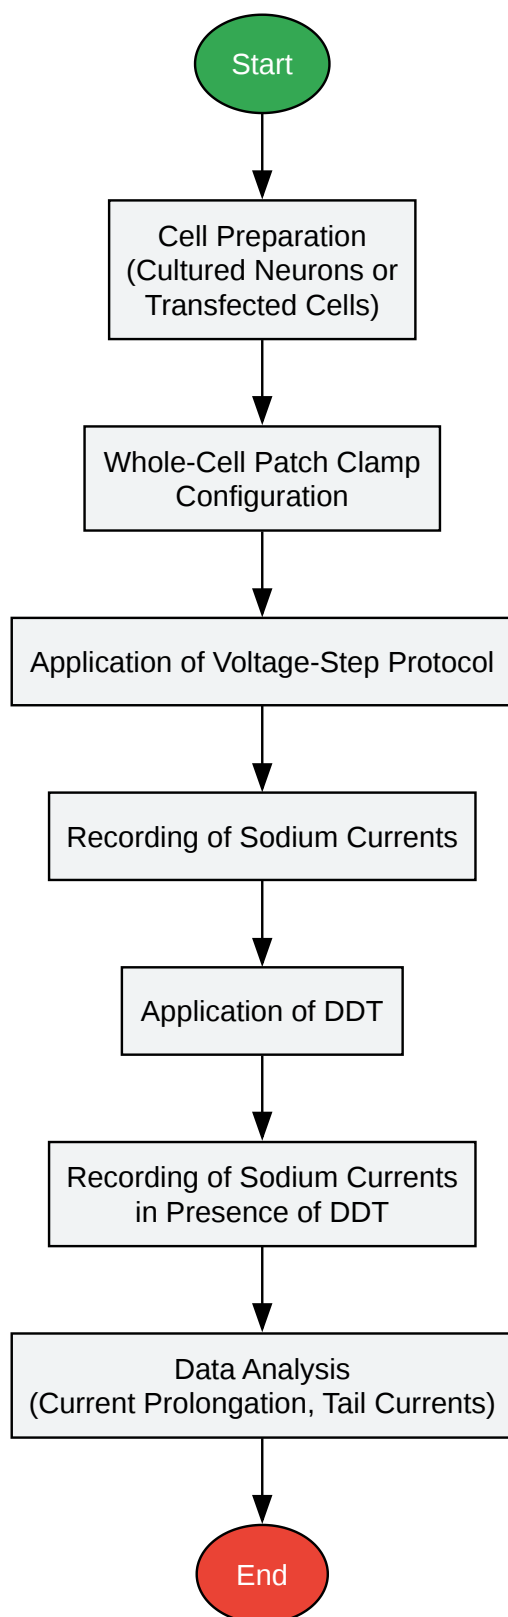 Start
Cell Preparation
(Cultured Neurons or
Transfected Cells)
Whole-Cell Patch Clamp
Configuration
Application of Voltage-Step Protocol
Recording of Sodium Currents
Application of DDT
Recording of Sodium Currents
in Presence of DDT
Data Analysis
(Current Prolongation, Tail Currents)
End